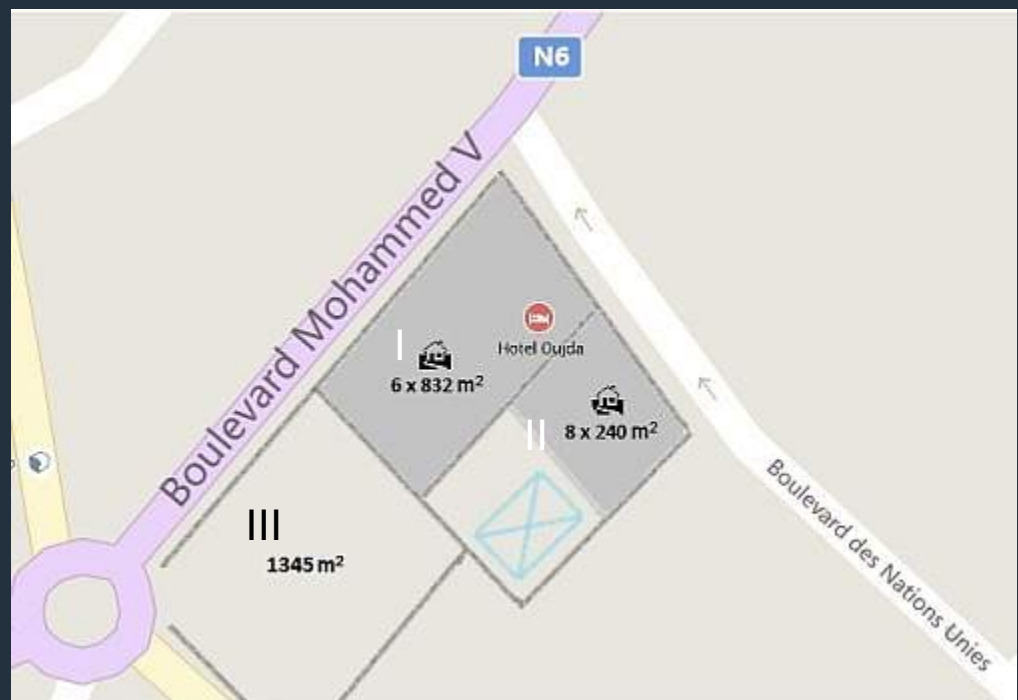 N6
Boulevard Mohammed V
I
Hotel Oujda
6 x 832 m²
II
8 x 240 m²
III
1345 m²
Boulevard des Nations Unies